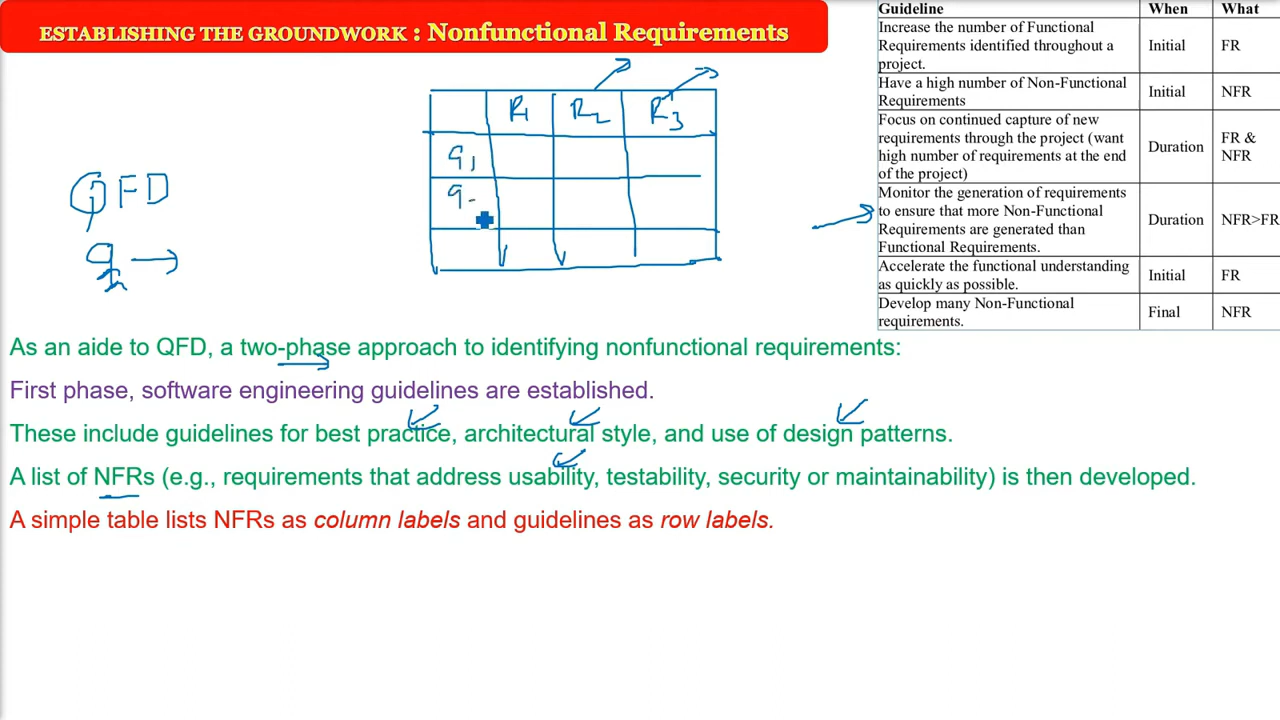 ESTABLISHING THE GROUNDWORK : Nonfunctional Requirements
R1 R2 R3
q1
q
QFD
q
Guideline When What
Increase the number of Functional
Requirements identified throughout a
project. Initial FR
Have a high number of Non-Functional
Requirements Initial NFR
Focus on continued capture of new
requirements through the project (want
high number of requirements at the end
of the project) Duration FR &
NFR
Monitor the generation of requirements
to ensure that more Non-Functional
Requirements are generated than
Functional Requirements. Duration NFR>FR
Accelerate the functional understanding
as quickly as possible. Initial FR
Develop many Non-Functional
requirements. Final NFR
As an aide to QFD, a two-phase approach to identifying nonfunctional requirements:
First phase, software engineering guidelines are established.
These include guidelines for best practice, architectural style, and use of design patterns.
A list of NFRs (e.g., requirements that address usability, testability, security or maintainability) is then developed.
A simple table lists NFRs as column labels and guidelines as row labels.